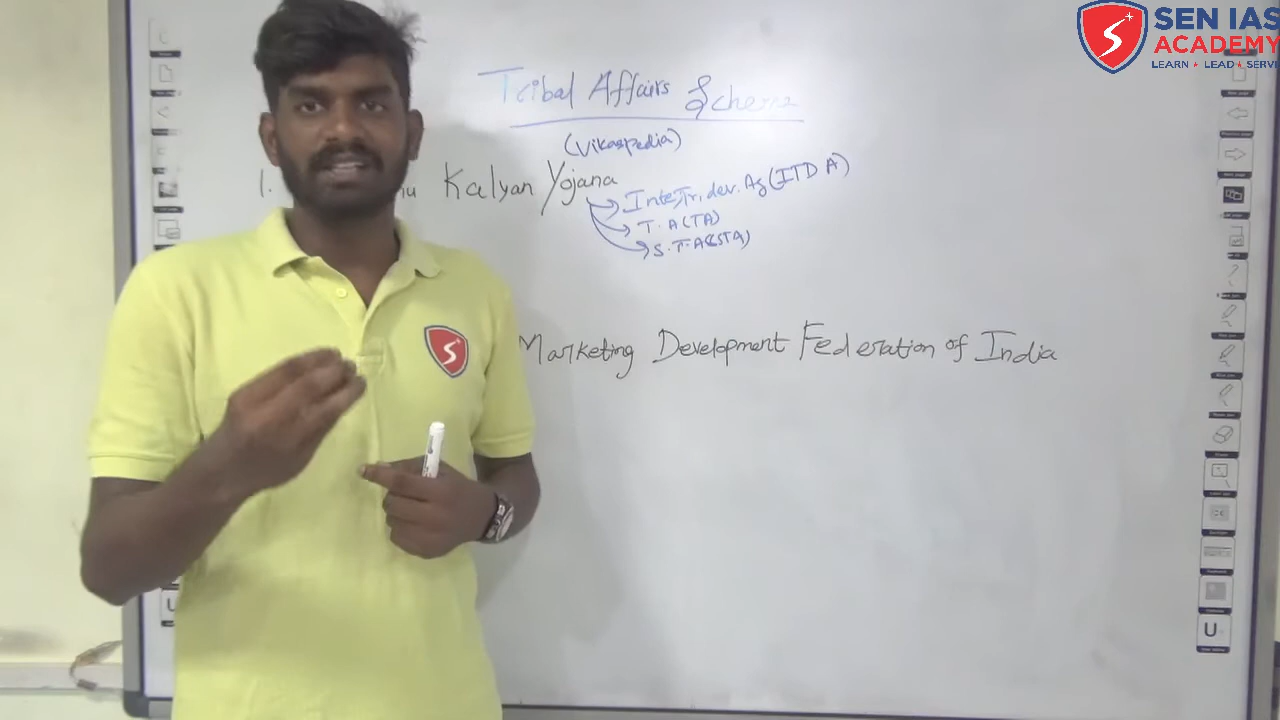 SEN IAS
ACADEMY
LEARN ★ LEAD ★ SERVE
Tribal Affairs Scheme
(Vikaspedia)
1. Kalyan Yojana
Inte. Tr. dev. Ag (ITDA)
T. A (TA)
S. T. A (STA)
Marketing Development Federation of India
S
U